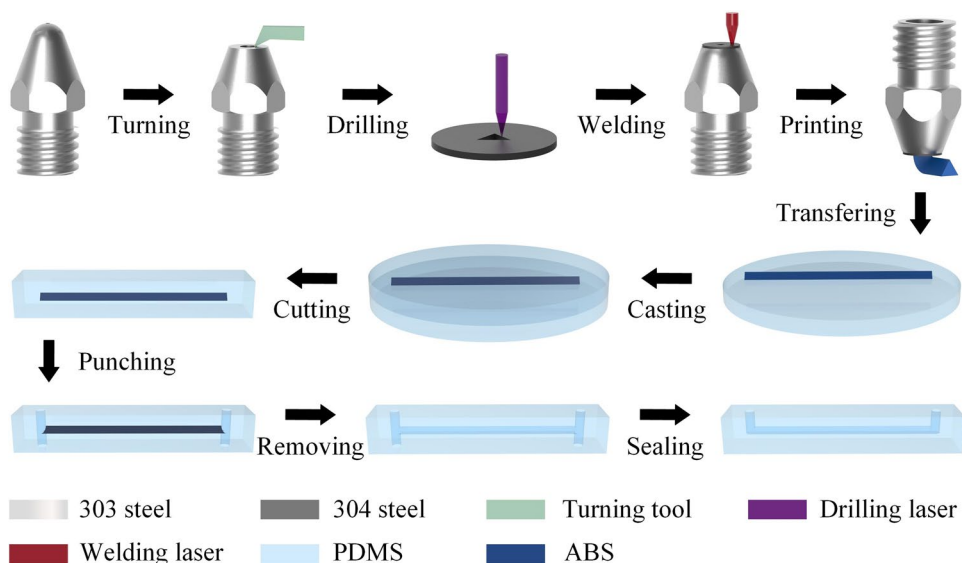 Turning
Drilling
Welding
Printing
Transfering
Casting
Cutting
Punching
Removing
Sealing
303 steel
304 steel
Turning tool
Drilling laser
Welding laser
PDMS
ABS